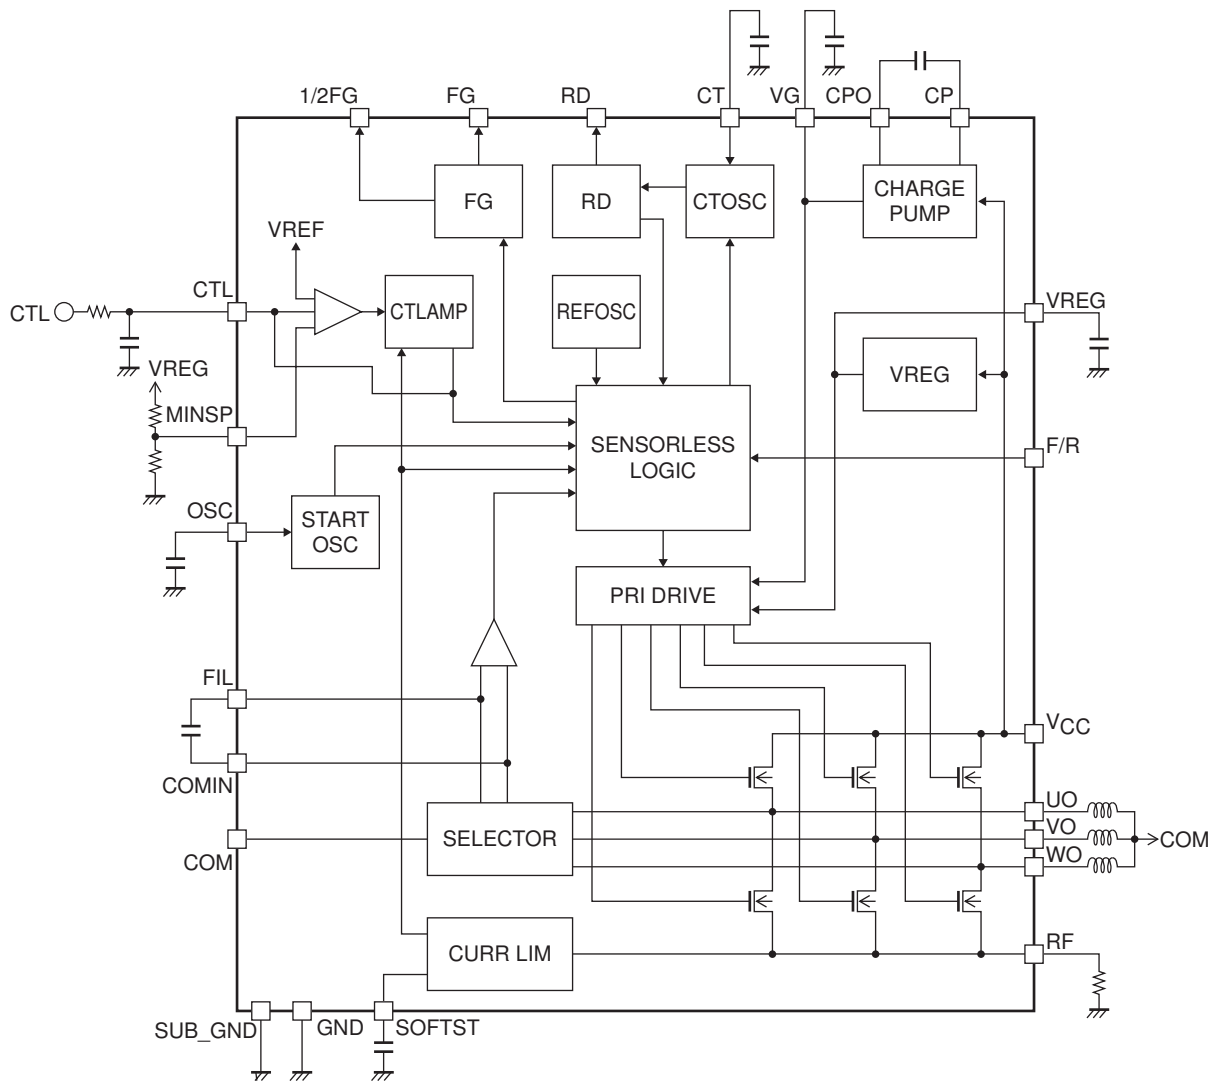 1/2FG
FG
RD
CT
VG
CPO
CP
FG
RD
CTOSC
CHARGE
PUMP
VREF
CTL
CTL
CTLAMP
REFOSC
VREG
VREG
VREG
MINSP
SENSORLESS
LOGIC
F/R
OSC
START
OSC
PRI DRIVE
FIL
VCC
COMIN
UO
SELECTOR
VO
COM
COM
WO
CURR LIM
RF
SUB_GND
GND
SOFTST